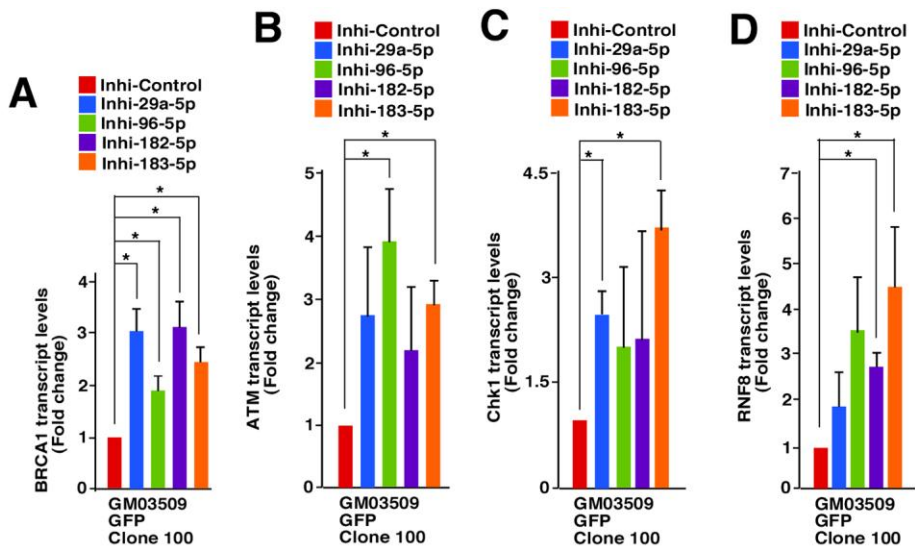 A
Inhi-Control
Inhi-29a-5p
Inhi-96-5p
Inhi-182-5p
Inhi-183-5p
*
*
*
*
BRCA1 transcript levels
(Fold change)
4
3
2
1
0
GM03509
GFP
Clone 100
B
Inhi-Control
Inhi-29a-5p
Inhi-96-5p
Inhi-182-5p
Inhi-183-5p
*
*
ATM transcript levels
(Fold change)
5
4
3
2
1
0
GM03509
GFP
Clone 100
C
Inhi-Control
Inhi-29a-5p
Inhi-96-5p
Inhi-182-5p
Inhi-183-5p
*
*
Chk1 transcript levels
(Fold change)
4.5
3
1.5
0
GM03509
GFP
Clone 100
D
Inhi-Control
Inhi-29a-5p
Inhi-96-5p
Inhi-182-5p
Inhi-183-5p
*
*
RNF8 transcript levels
(Fold change)
7
6
5
4
3
2
1
0
GM03509
GFP
Clone 100